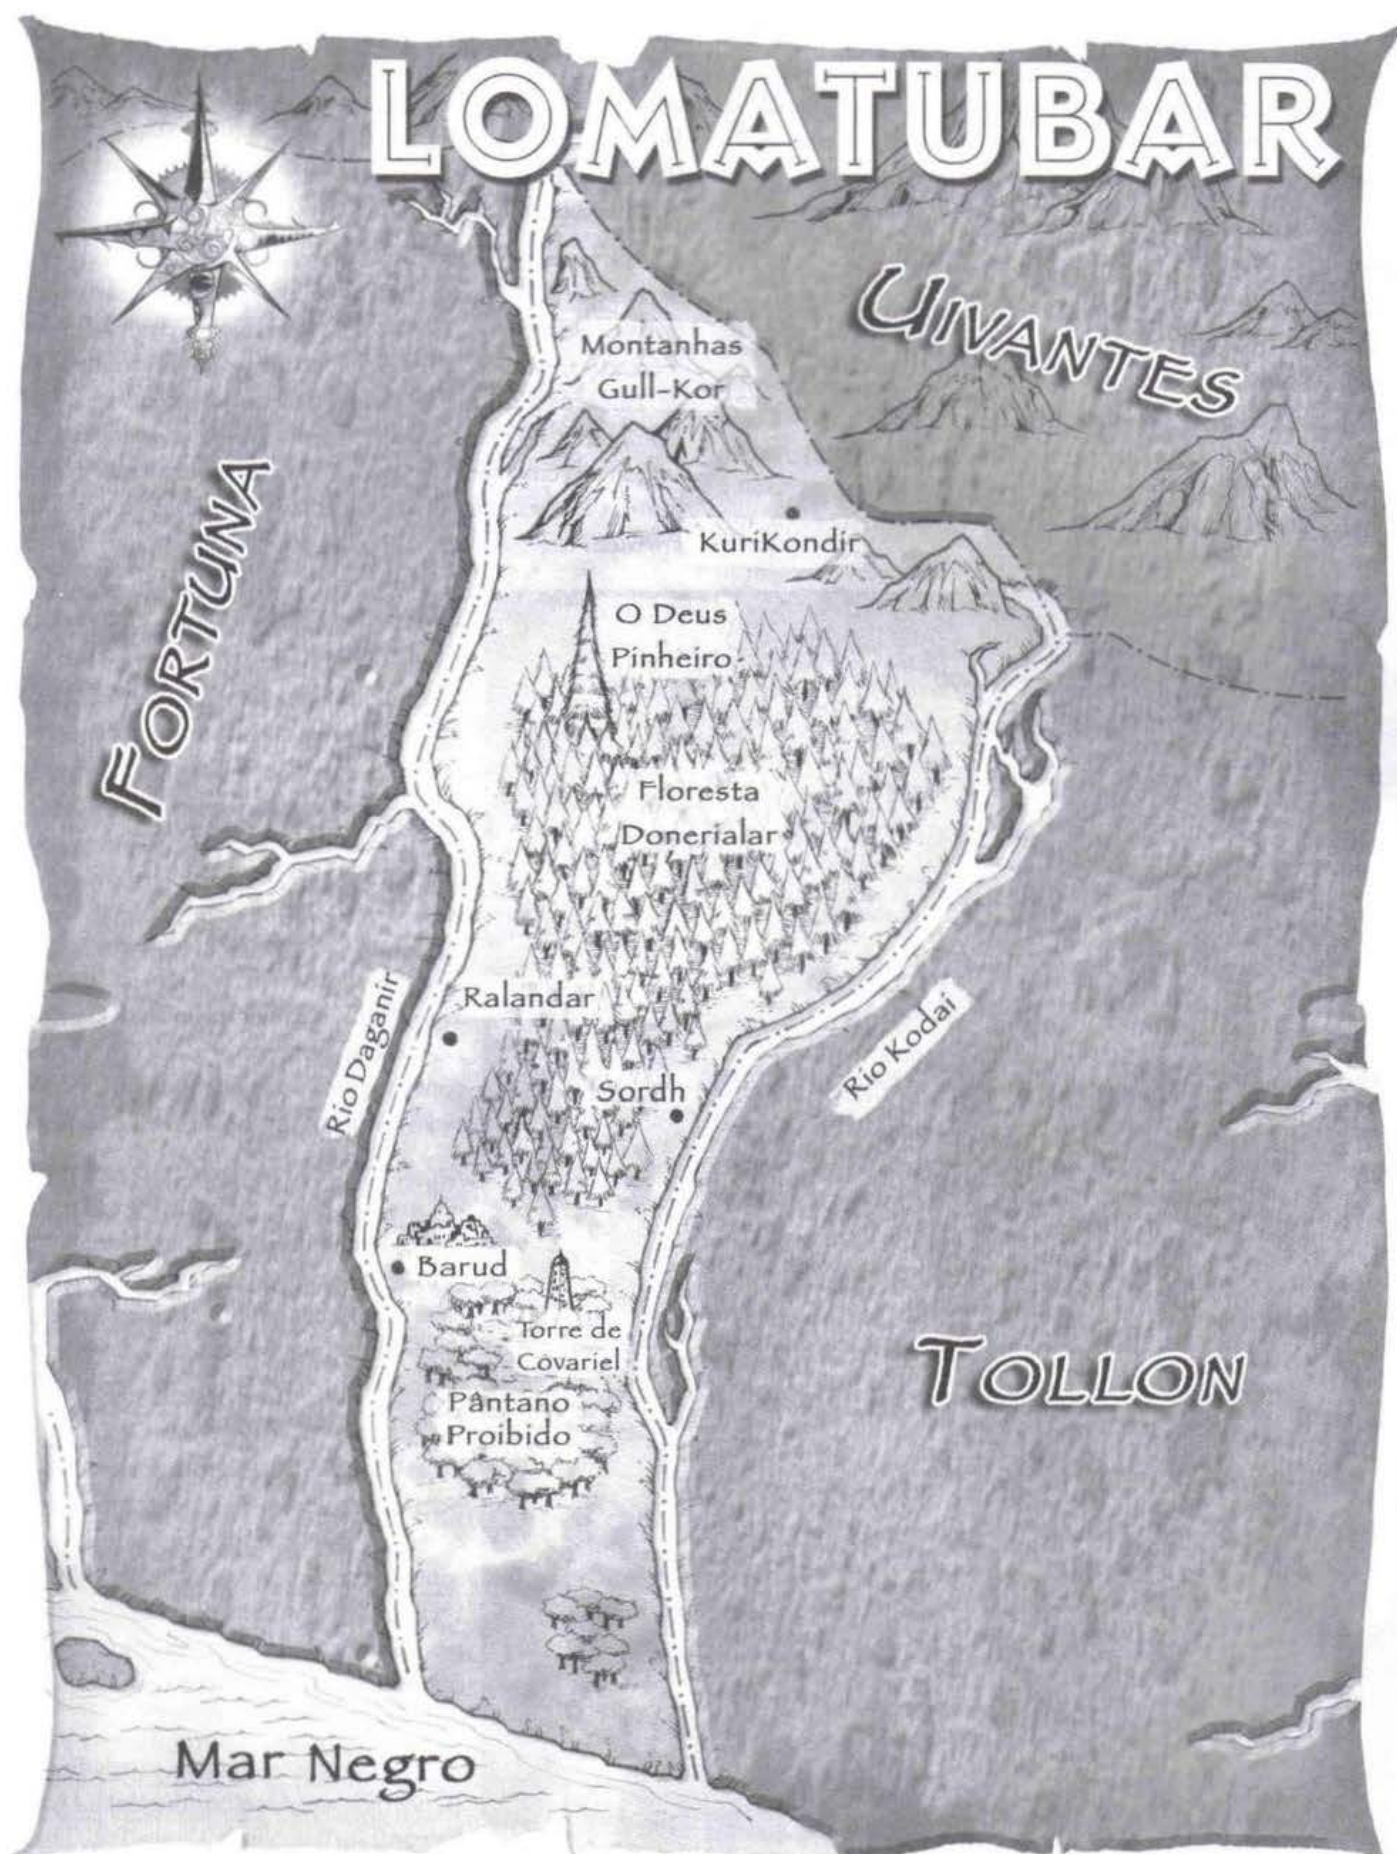 LOMATUBAR
UIVANTES
Montanhas
Gull-Kor
FORTUNA
KuriKondir
O Deus
Pinheiro
Floresta
Donerialar
Ralandar
Rio Daganir
Rio Kodai
Sordh
Barud
Torre de
Covariel
TOLLON
Pântano
Proibido
Mar Negro